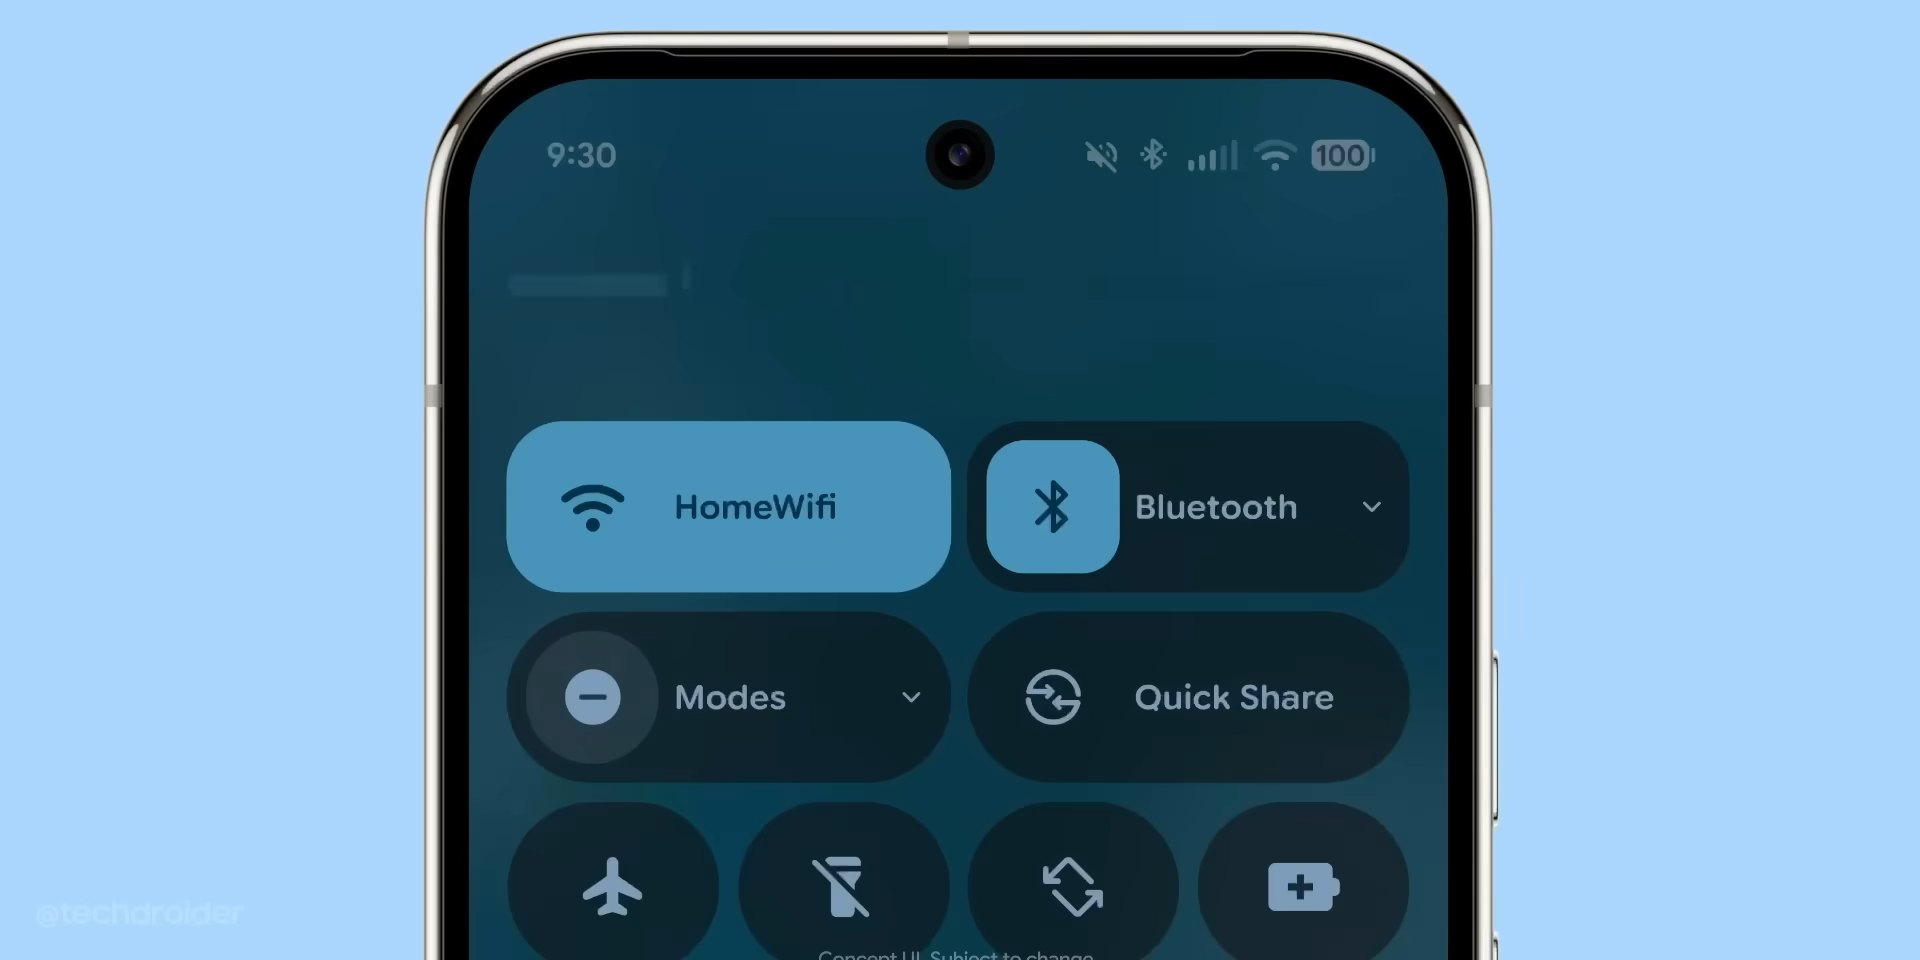 9:30
100
HomeWifi
Bluetooth
Modes
Quick Share
@techdroider
Concept UI. Subject to change